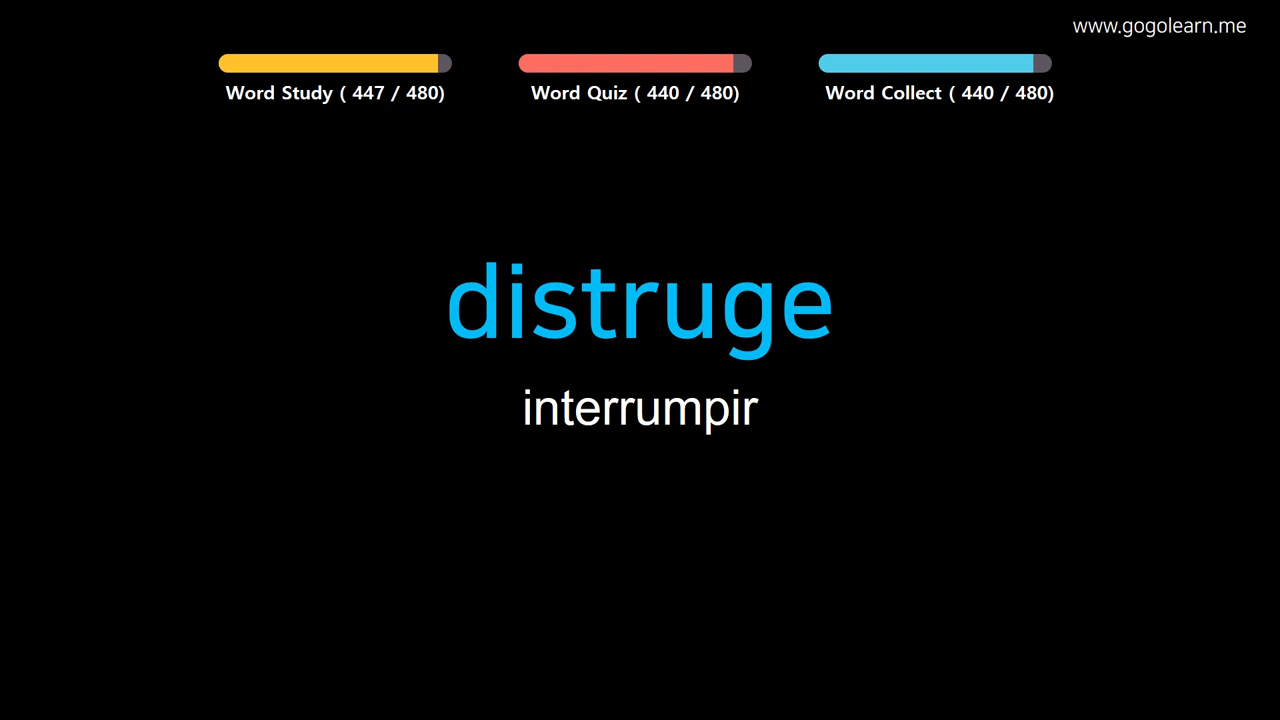 www.gogolearn.me
Word Study ( 447 / 480)
Word Quiz ( 440 / 480)
Word Collect ( 440 / 480)
distruge
interrumpir